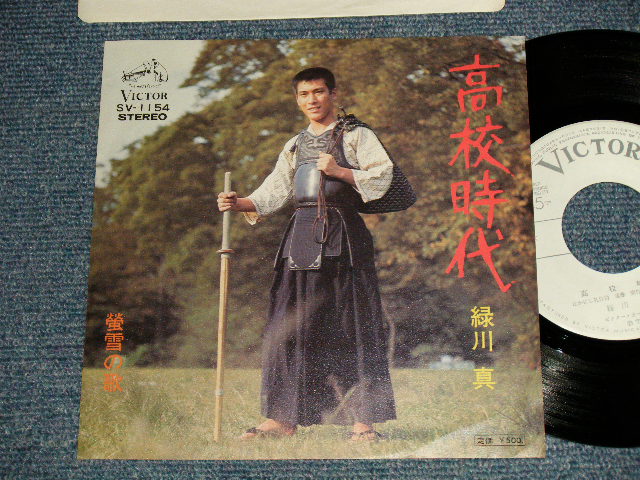 VICTOR
SV-1154
STEREO
高校時代
緑川 真
螢雪の歌
定価 ¥500.
VICTOR